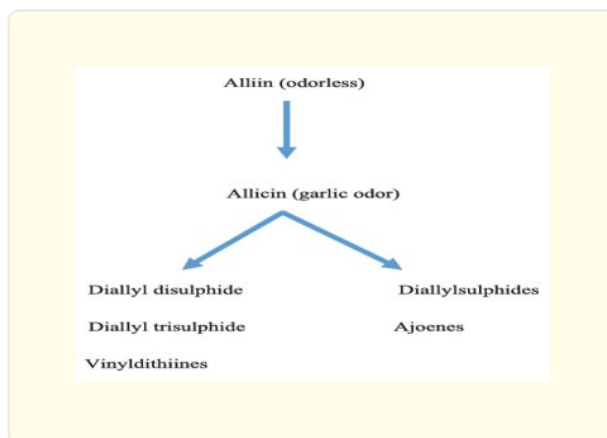 Alliin (odorless)
Allicin (garlic odor)
Diallyl disulphide
Diallylsulphides
Diallyl trisulphide
Ajoenes
Vinyldithiines